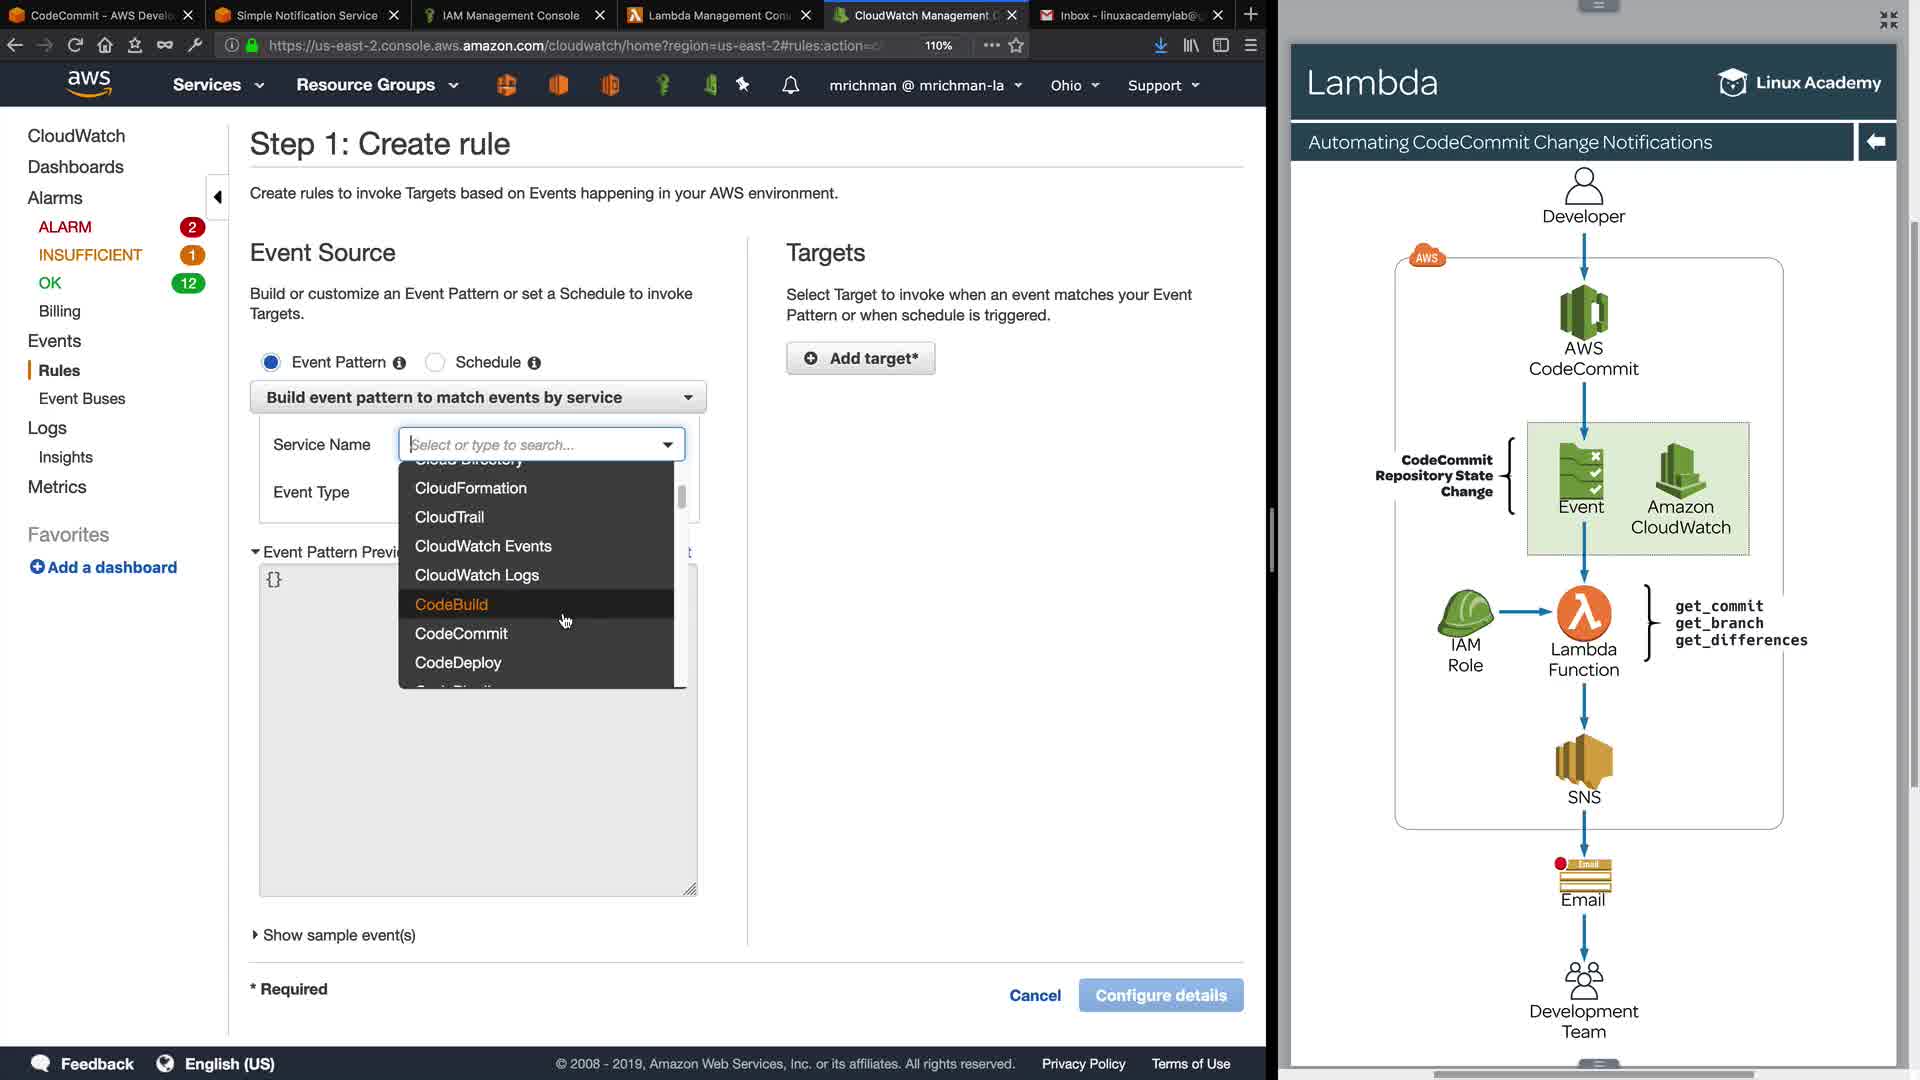 CodeCommit - AWS Develo
Simple Notification Service
IAM Management Console
Lambda Management Con
CloudWatch Management C
Inbox - linuxacademylab@g
https://us-east-2.console.aws.amazon.com/cloudwatch/home?region=us-east-2#rules:action=c
110%
aws
Services
Resource Groups
mrichman @ mrichman-la
Ohio
Support
CloudWatch
Dashboards
Alarms
ALARM 2
INSUFFICIENT 1
OK 12
Billing
Events
Rules
Event Buses
Logs
Insights
Metrics
Favorites
Add a dashboard
Step 1: Create rule
Create rules to invoke Targets based on Events happening in your AWS environment.
Event Source
Build or customize an Event Pattern or set a Schedule to invoke
Targets.
Event Pattern
Schedule
Build event pattern to match events by service
Service Name
Select or type to search...
Cloud Directory
CloudFormation
CloudTrail
CloudWatch Events
CloudWatch Logs
CodeBuild
CodeCommit
CodeDeploy
Event Type
Event Pattern Previ
{}
Show sample event(s)
Targets
Select Target to invoke when an event matches your Event
Pattern or when schedule is triggered.
Add target*
* Required
Cancel
Configure details
Feedback
English (US)
© 2008 - 2019, Amazon Web Services, Inc. or its affiliates. All rights reserved.
Privacy Policy
Terms of Use
Lambda
Linux Academy
Automating CodeCommit Change Notifications
Developer
AWS
AWS
CodeCommit
CodeCommit
Repository State
Change
Event
Amazon
CloudWatch
IAM
Role
Lambda
Function
get_commit
get_branch
get_differences
SNS
Email
Email
Development
Team